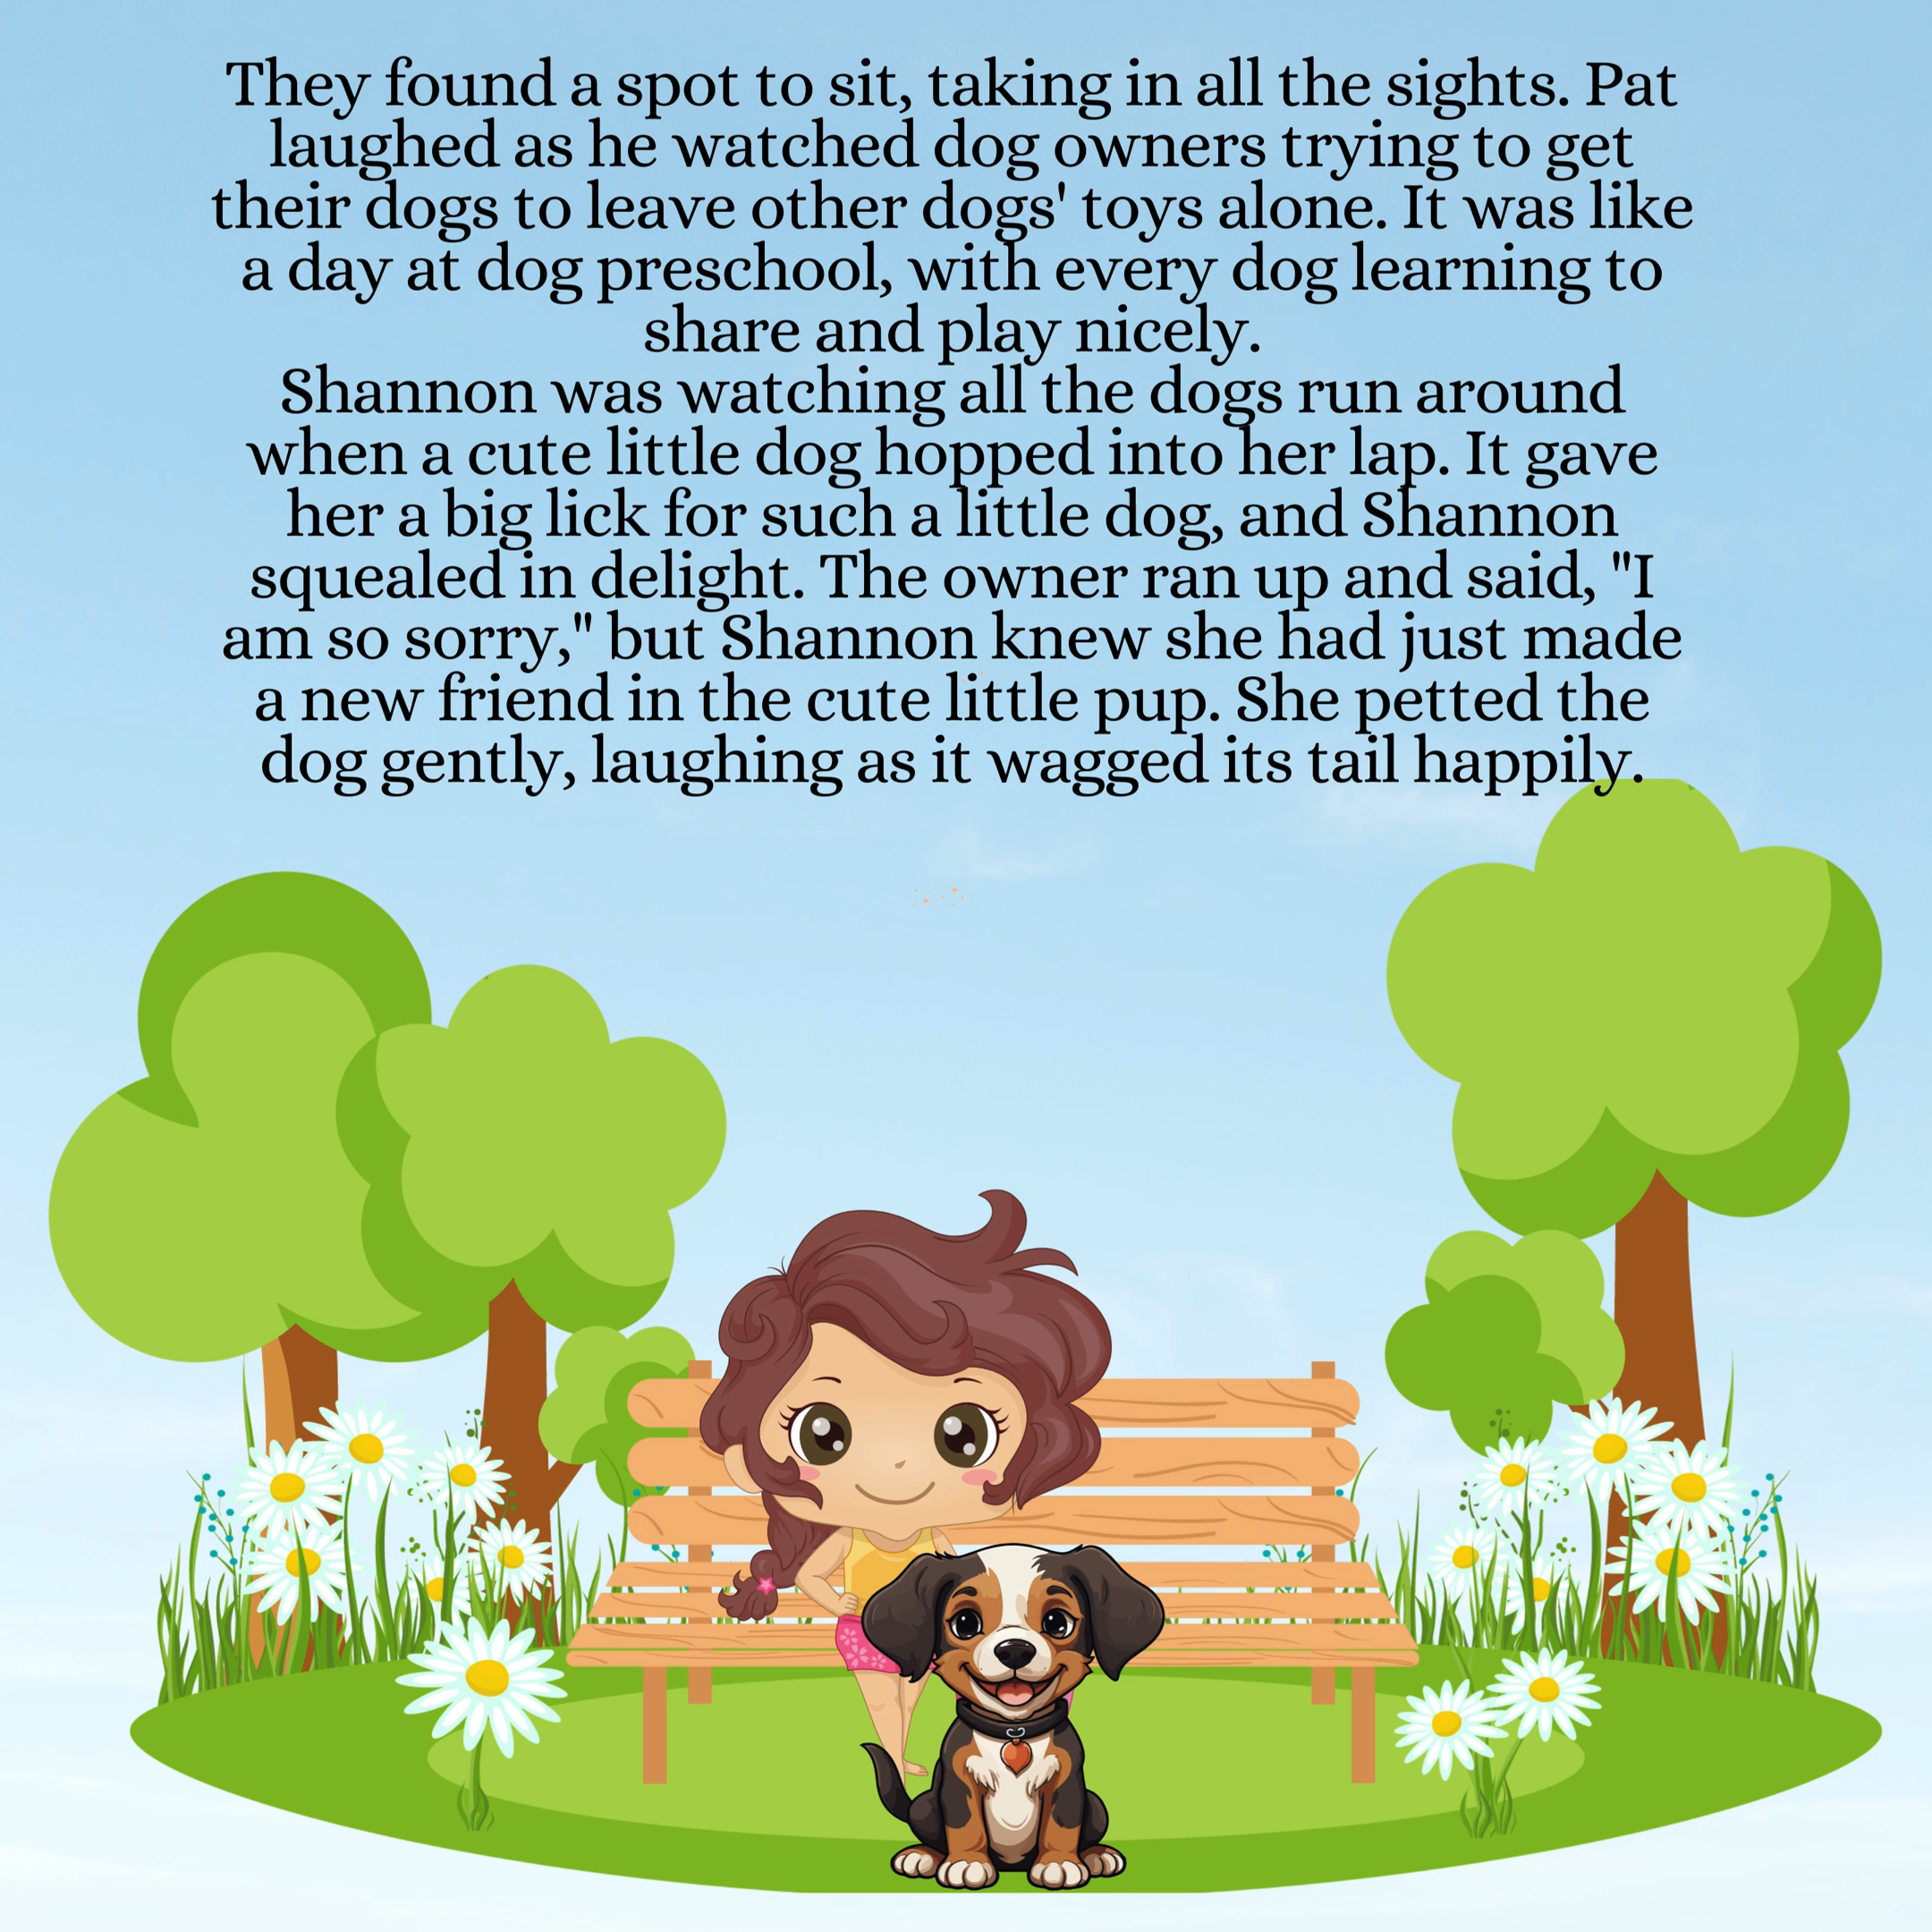 They found a spot to sit, taking in all the sights. Pat
laughed as he watched dog owners trying to get
their dogs to leave other dogs' toys alone. It was like
a day at dog preschool, with every dog learning to
share and play nicely.
Shannon was watching all the dogs run around
when a cute little dog hopped into her lap. It gave
her a big lick for such a little dog, and Shannon
squealed in delight. The owner ran up and said, "I
am so sorry," but Shannon knew she had just made
a new friend in the cute little pup. She petted the
dog gently, laughing as it wagged its tail happily.